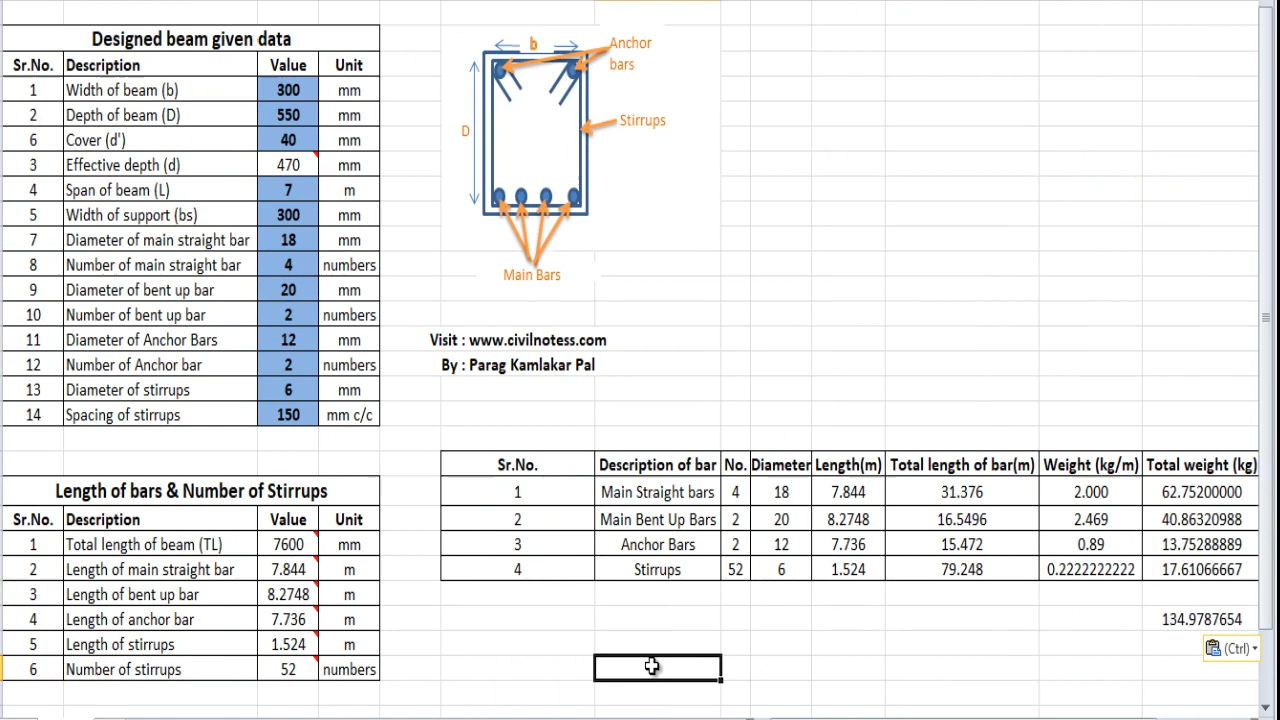 Designed beam given data
Sr.No. Description Value Unit
1 Width of beam (b) 300 mm
2 Depth of beam (D) 550 mm
6 Cover (d') 40 mm
3 Effective depth (d) 470 mm
4 Span of beam (L) 7 m
5 Width of support (bs) 300 mm
7 Diameter of main straight bar 18 mm
8 Number of main straight bar 4 numbers
9 Diameter of bent up bar 20 mm
10 Number of bent up bar 2 numbers
11 Diameter of Anchor Bars 12 mm
12 Number of Anchor bar 2 numbers
13 Diameter of stirrups 6 mm
14 Spacing of stirrups 150 mm c/c
b
Anchor
bars
D
Stirrups
Main Bars
Visit : www.civilnotess.com
By : Parag Kamlakar Pal
Length of bars & Number of Stirrups
Sr.No. Description Value Unit
1 Total length of beam (TL) 7600 mm
2 Length of main straight bar 7.844 m
3 Length of bent up bar 8.2748 m
4 Length of anchor bar 7.736 m
5 Length of stirrups 1.524 m
6 Number of stirrups 52 numbers
Sr.No. Description of bar No. Diameter Length(m) Total length of bar(m) Weight (kg/m) Total weight (kg)
1 Main Straight bars 4 18 7.844 31.376 2.000 62.75200000
2 Main Bent Up Bars 2 20 8.2748 16.5496 2.469 40.86320988
3 Anchor Bars 2 12 7.736 15.472 0.89 13.75288889
4 Stirrups 52 6 1.524 79.248 0.2222222222 17.61066667
134.9787654
(Ctrl)